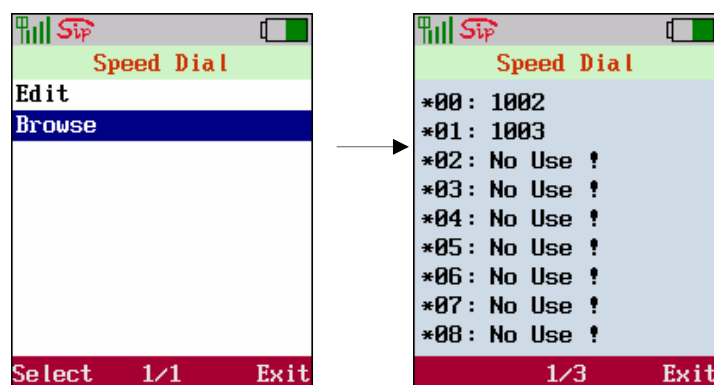 Sip
Speed Dial
Edit
Browse
Select 1/1 Exit
Sip
Speed Dial
*00: 1002
*01: 1003
*02: No Use !
*03: No Use !
*04: No Use !
*05: No Use !
*06: No Use !
*07: No Use !
*08: No Use !
1/3 Exit